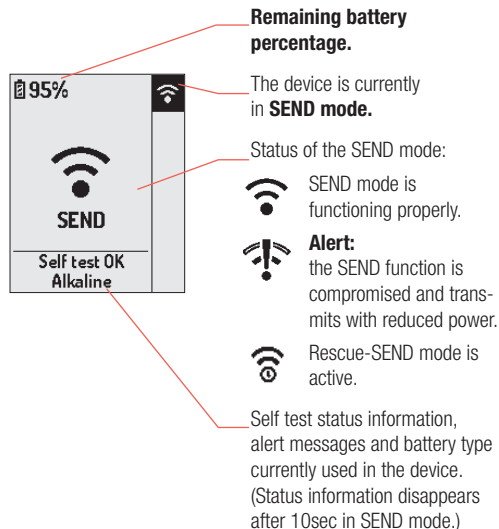 Remaining battery
percentage.
95%
The device is currently
in SEND mode.
Status of the SEND mode:
SEND mode is
functioning properly.
SEND
Alert:
the SEND function is
compromised and trans-
mits with reduced power.
Self test OK
Alkaline
Rescue-SEND mode is
active.
Self test status information,
alert messages and battery type
currently used in the device.
(Status information disappears
after 10sec in SEND mode.)